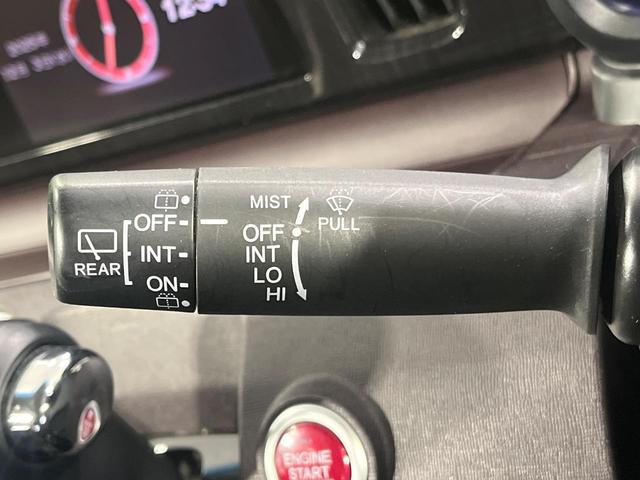 MIST
PULL
OFF
OFF
INT
INT
REAR
LO
ON
HI
ENGINE
START